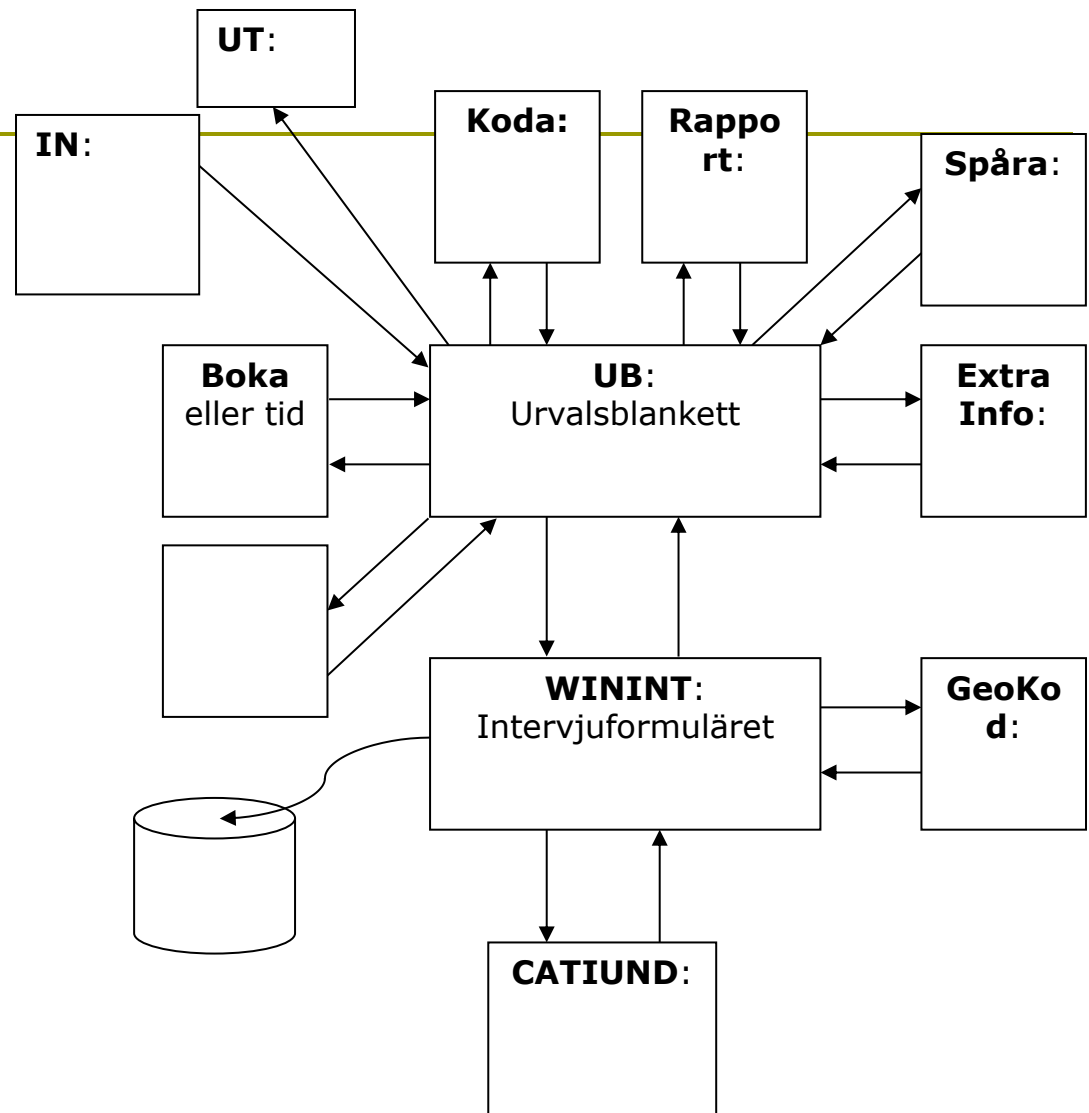 UT:
IN:
Koda:
Rappo
rt:
Spåra:
Boka
eller tid
UB:
Urvalsblankett
Extra
Info:
WININT:
Intervjuformuläret
GeoKo
d:
CATIUND: